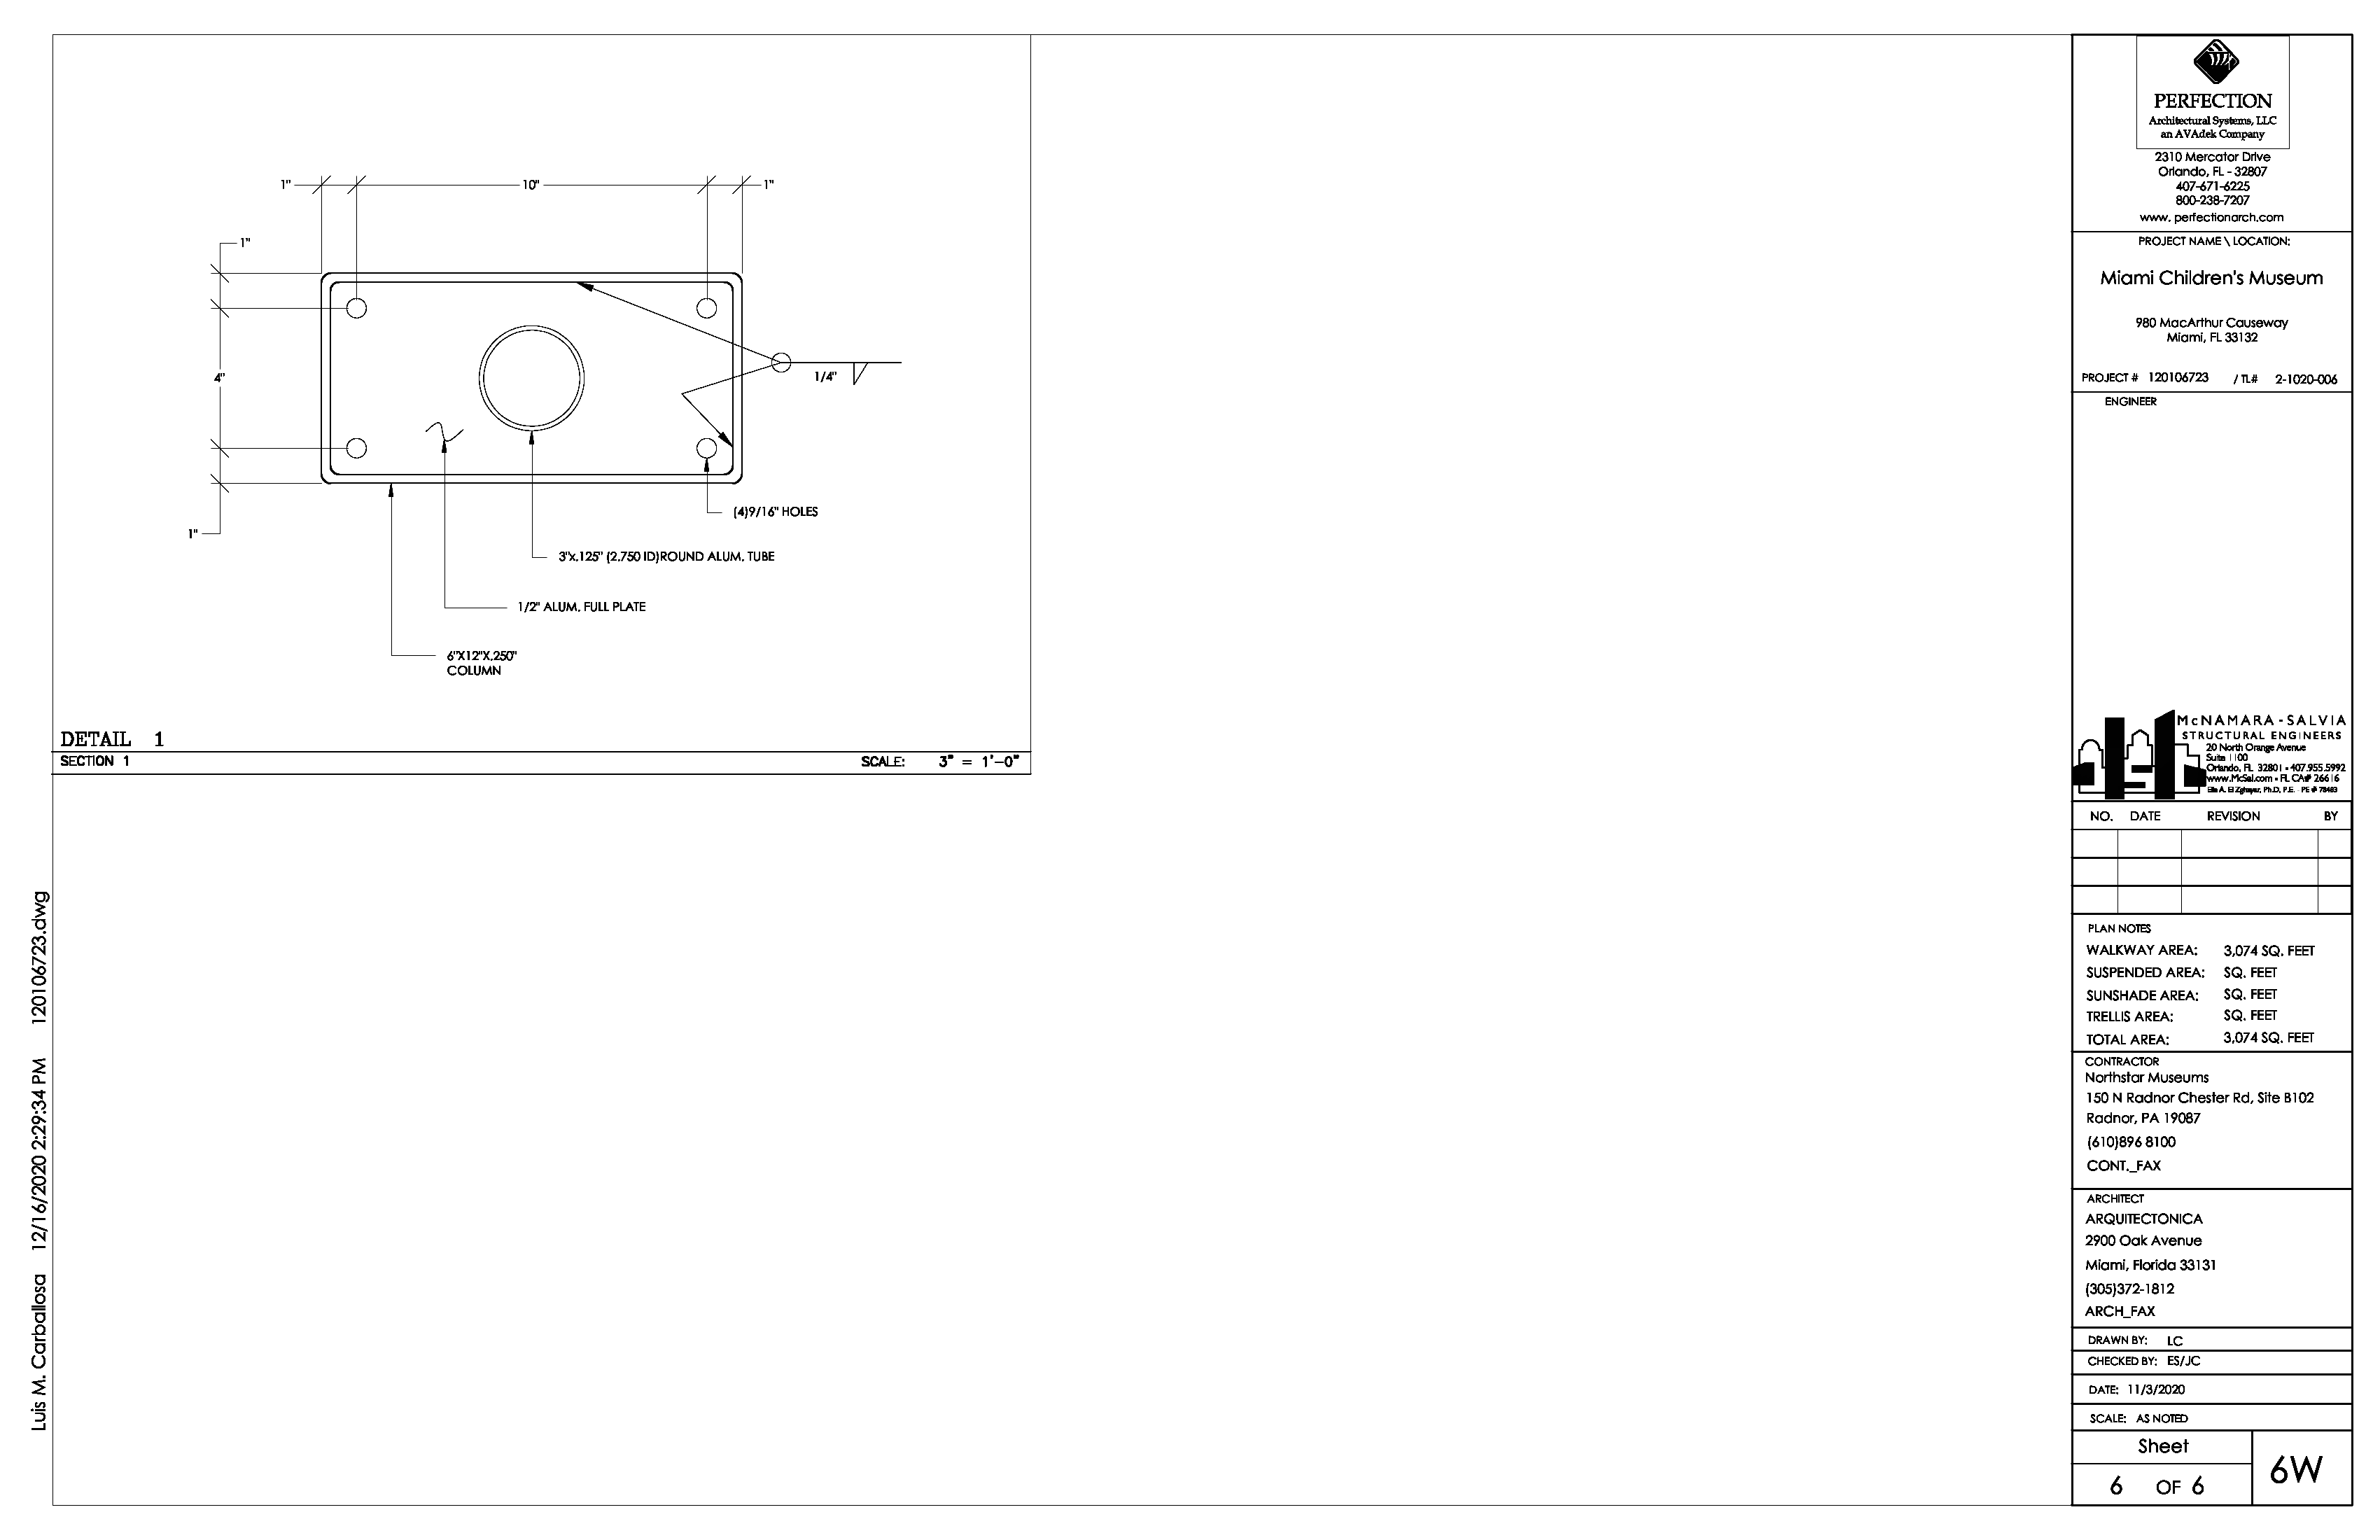 1"
10"
1"
1"
4"
1"
1/4"
(4)9/16" HOLES
3"x.125" (2.750 ID)ROUND ALUM. TUBE
1/2" ALUM. FULL PLATE
6"X12"X.250"
COLUMN
DETAIL 1
SECTION 1 SCALE: 3" = 1'-0"
Luis M. Carballosa 12/16/2020 2:29:34 PM 120106723.dwg
PERFECTION
Architectural Systems, LLC
an AVAdek Company
2310 Mercator Drive
Orlando, FL - 32807
407-671-6225
800-238-7207
www. perfectionarch.com
PROJECT NAME \ LOCATION:
Miami Children's Museum
980 MacArthur Causeway
Miami, FL 33132
PROJECT # 120106723 / TL# 2-1020-006
ENGINEER
McNAMARA - SALVIA
STRUCTURAL ENGINEERS
20 North Orange Avenue
Suite 1100
Orlando, FL 32801 • 407.955.5992
www.McSal.com • FL CA# 26616
Elie A. El Zghayar, Ph.D, P.E. - PE # 78403
NO. DATE REVISION BY
PLAN NOTES
WALKWAY AREA: 3,074 SQ. FEET
SUSPENDED AREA: SQ. FEET
SUNSHADE AREA: SQ. FEET
TRELLIS AREA: SQ. FEET
TOTAL AREA: 3,074 SQ. FEET
CONTRACTOR
Northstar Museums
150 N Radnor Chester Rd, Site B102
Radnor, PA 19087
(610)896 8100
CONT._FAX
ARCHITECT
ARQUITECTONICA
2900 Oak Avenue
Miami, Florida 33131
(305)372-1812
ARCH_FAX
DRAWN BY: LC
CHECKED BY: ES/JC
DATE: 11/3/2020
SCALE: AS NOTED
Sheet
6 OF 6
6W